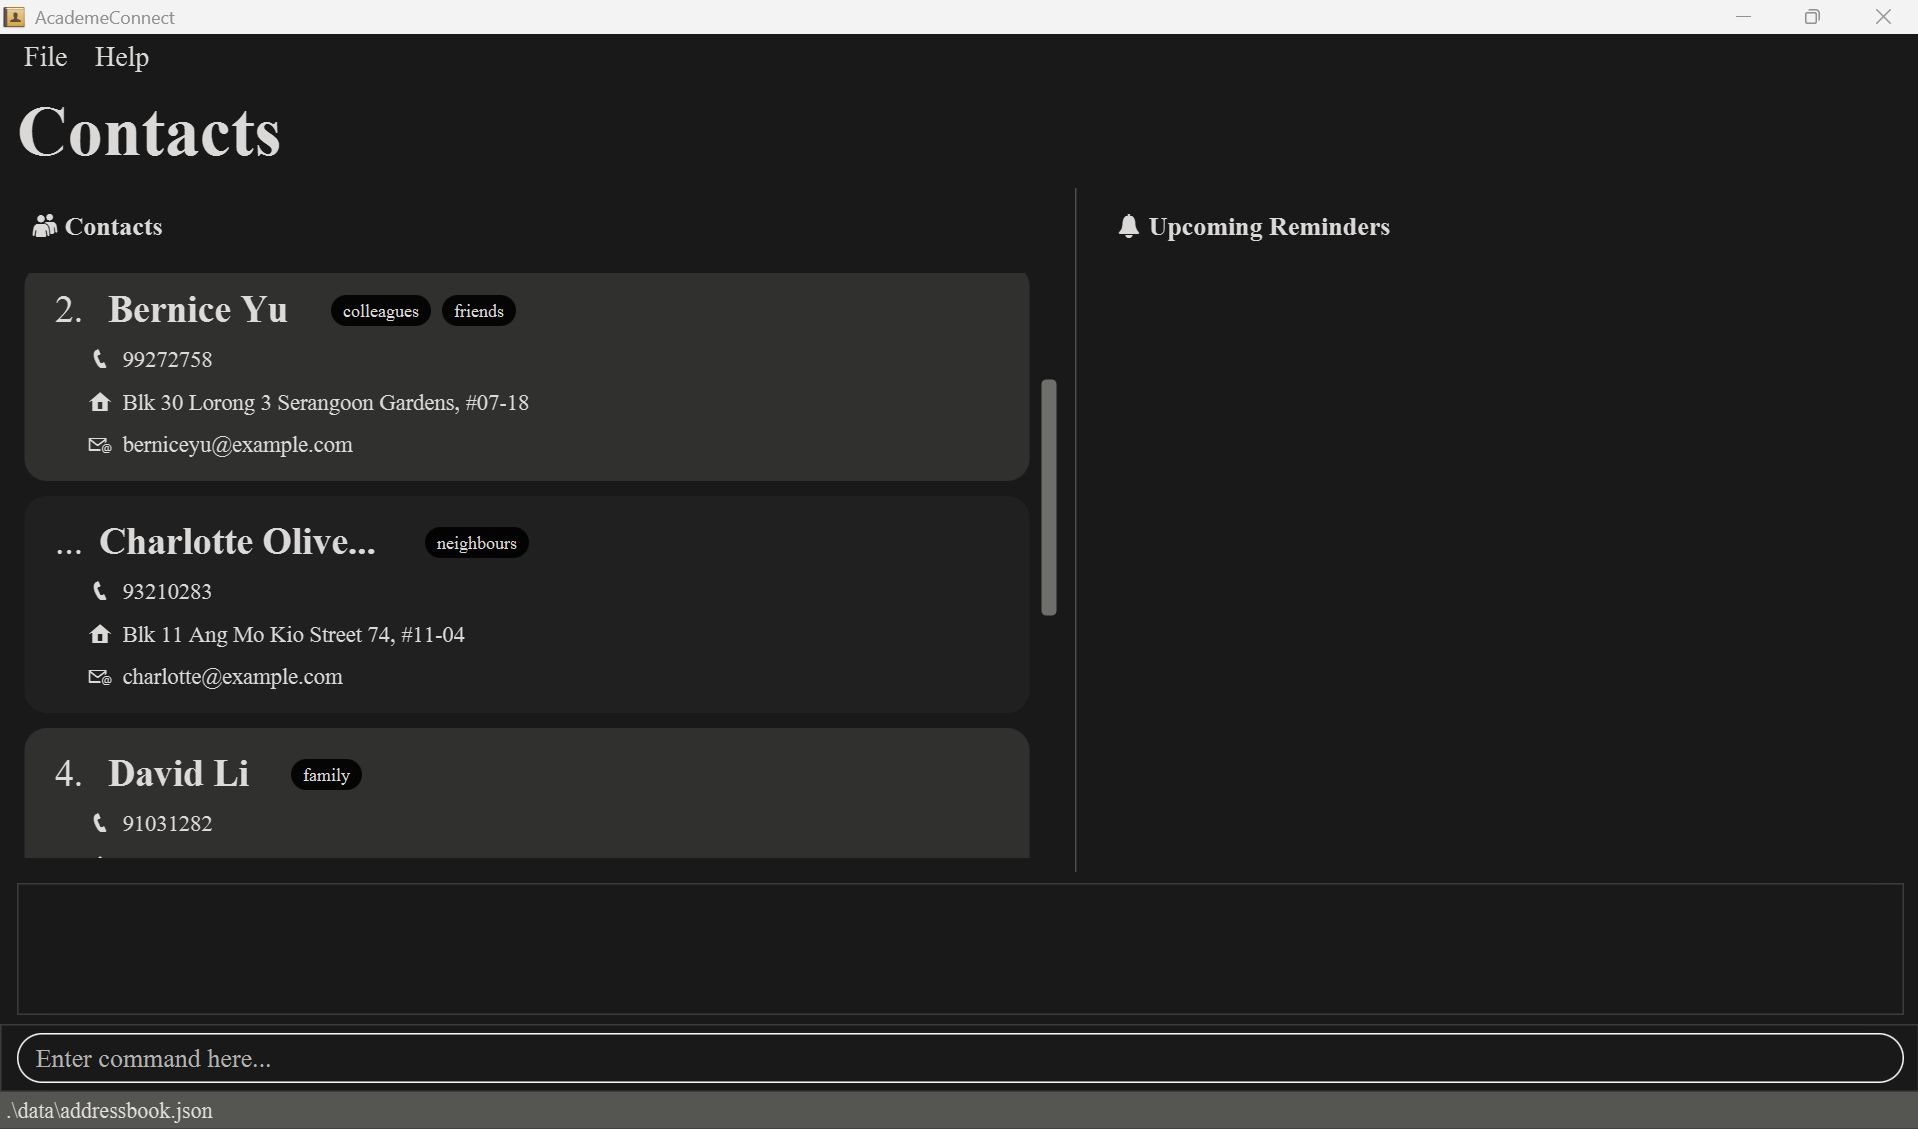 AcademeConnect
File Help
Contacts
Contacts
2. Bernice Yu colleagues friends
99272758
Blk 30 Lorong 3 Serangoon Gardens, #07-18
berniceyu@example.com
... Charlotte Olive... neighbours
93210283
Blk 11 Ang Mo Kio Street 74, #11-04
charlotte@example.com
4. David Li family
91031282
Upcoming Reminders
Enter command here...
.\data\addressbook.json